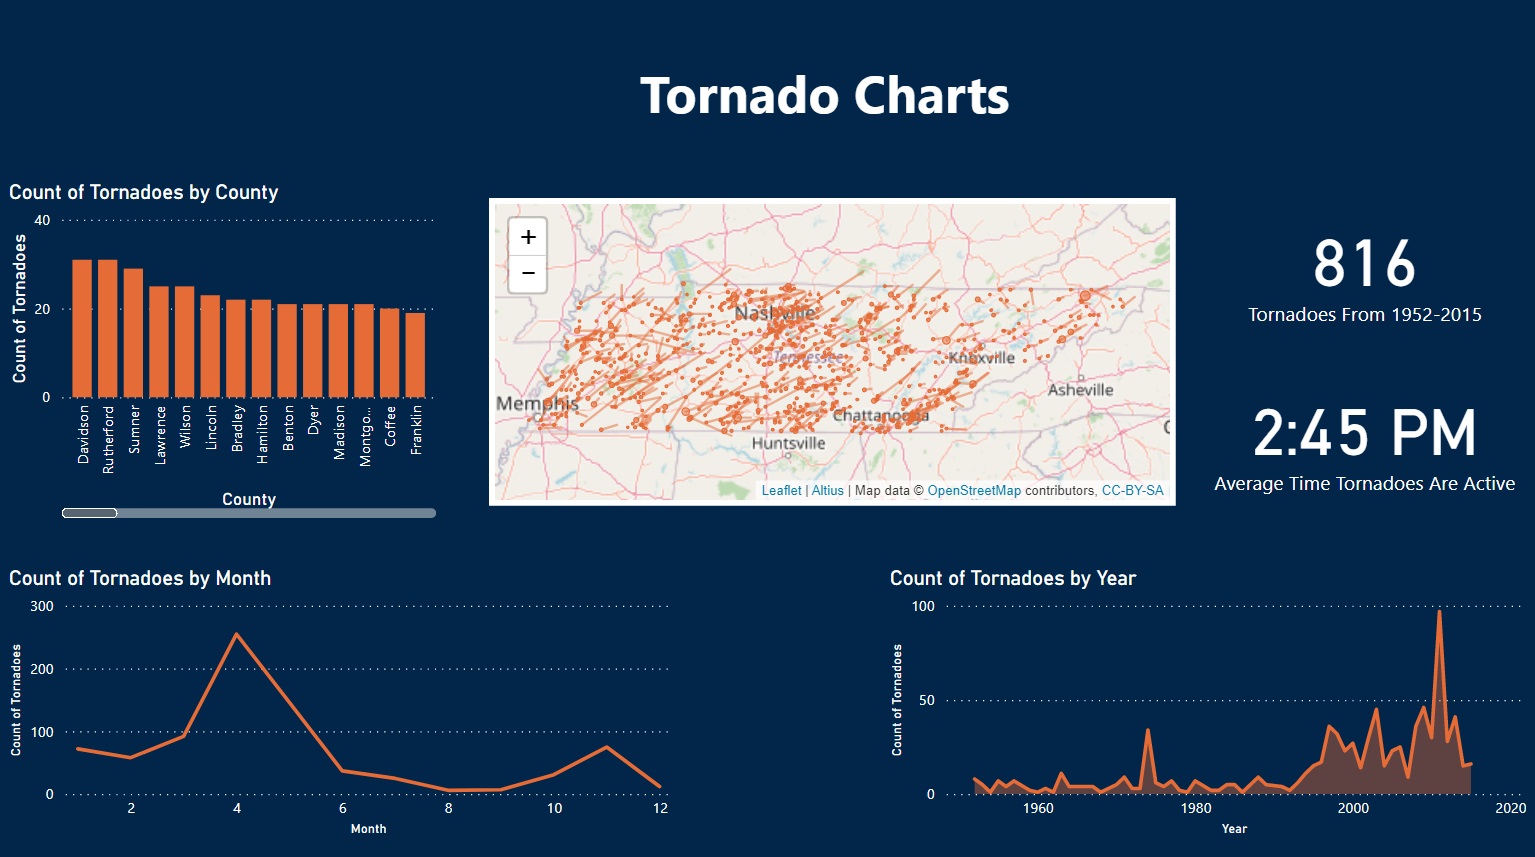 Tornado Charts
Count of Tornadoes by County
40
20
0
Count of Tornadoes
Davidson
Rutherford
Sumner
Lawrence
Wilson
Lincoln
Bradley
Hamilton
Benton
Dyer
Madison
Montgo...
Coffee
Franklin
County
+
−
Nashville
Tennessee
Knoxville
Asheville
Memphis
Chattanooga
Huntsville
Leaflet | Altius | Map data © OpenStreetMap contributors, CC-BY-SA
816
Tornadoes From 1952-2015
2:45 PM
Average Time Tornadoes Are Active
Count of Tornadoes by Month
300
200
100
0
Count of Tornadoes
2 4 6 8 10 12
Month
Count of Tornadoes by Year
100
50
0
Count of Tornadoes
1960 1980 2000 2020
Year